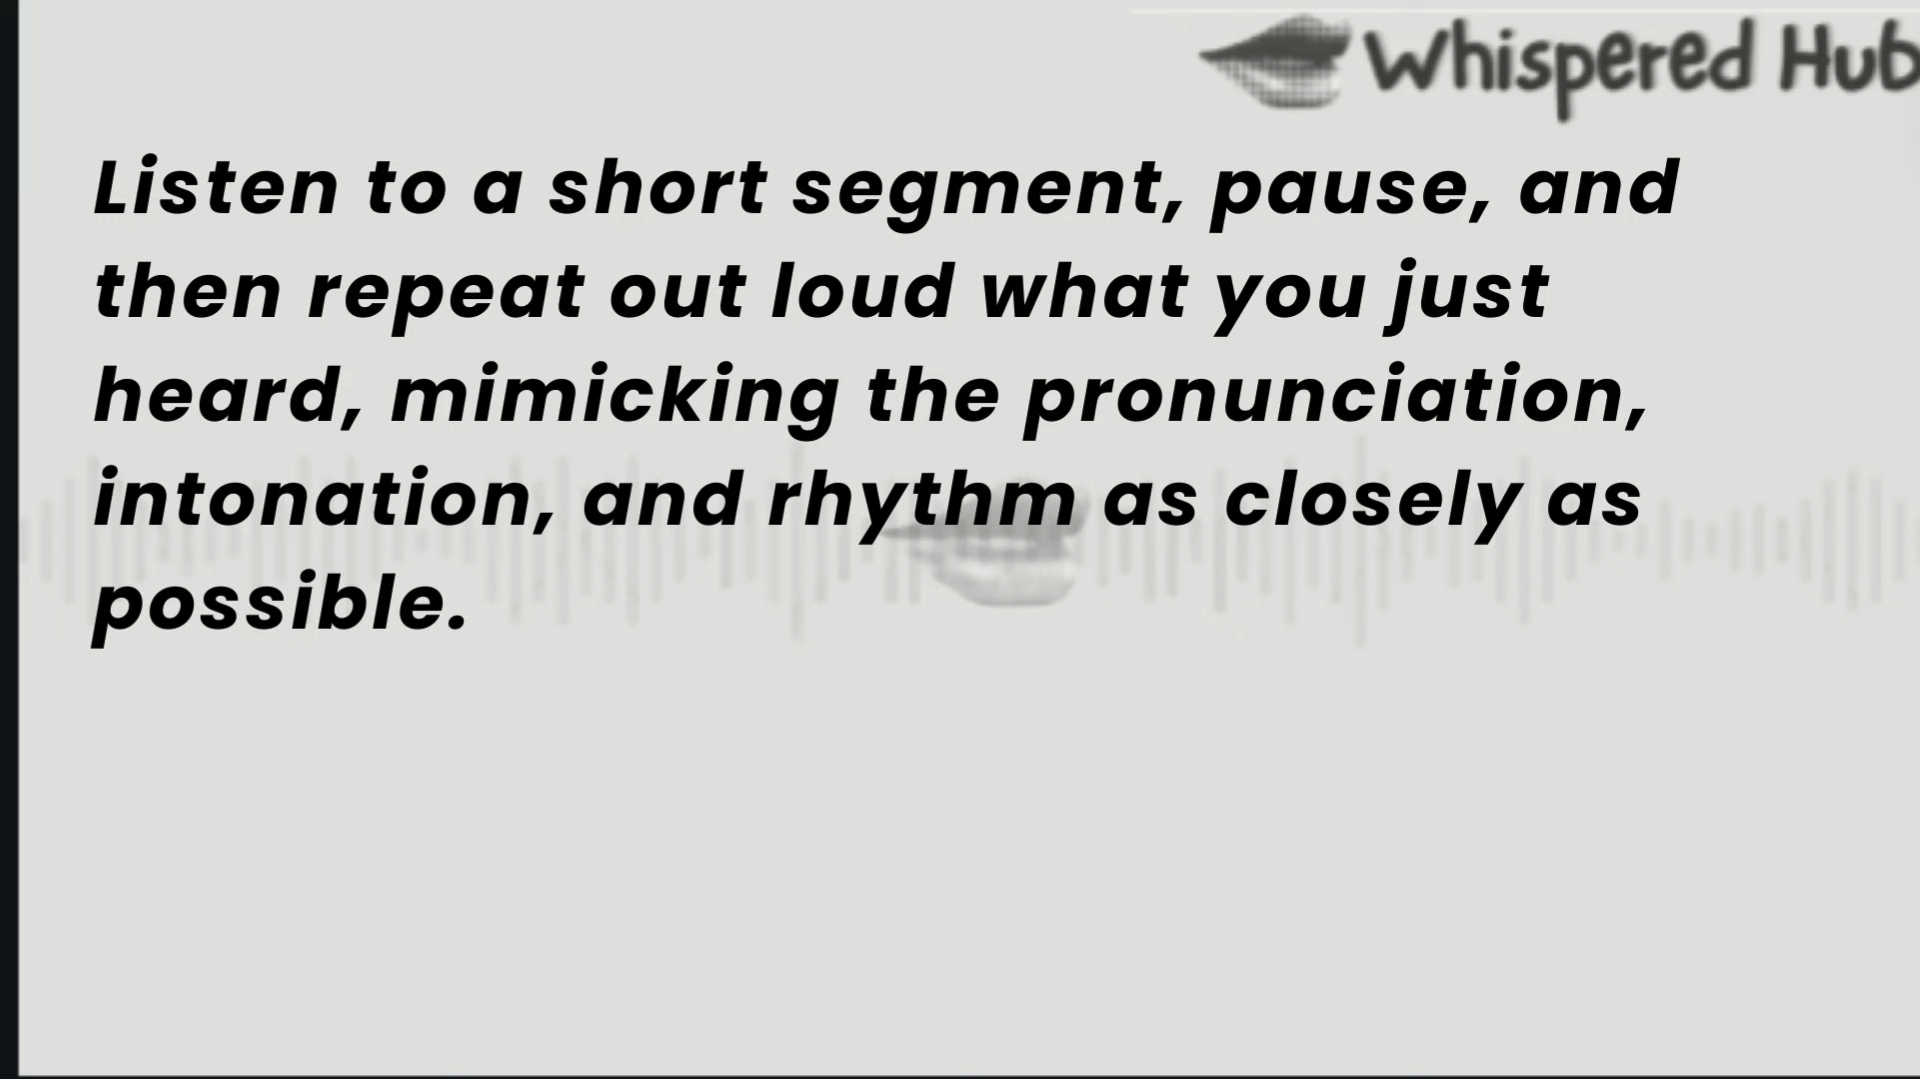 Whispered Hub
Listen to a short segment, pause, and
then repeat out loud what you just
heard, mimicking the pronunciation,
intonation, and rhythm as closely as
possible.